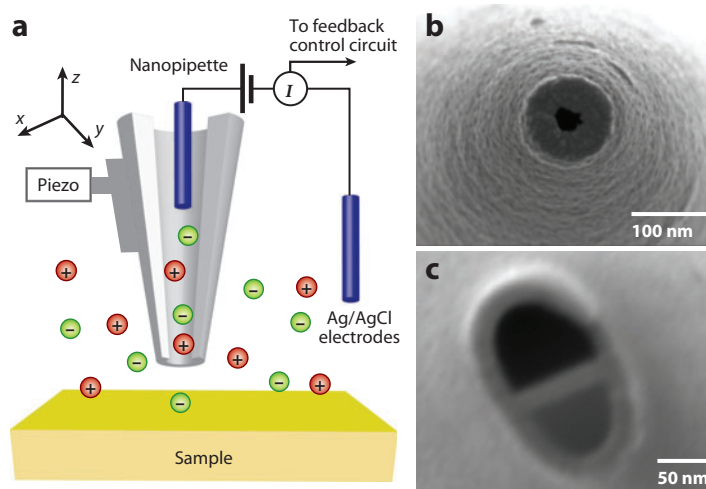 a
To feedback
control circuit
Nanopipette
I
z
x
y
Piezo
+
+
+
+
+
+
+
+
−
−
−
−
−
−
−
−
Ag/AgCl
electrodes
Sample
b
100 nm
c
50 nm